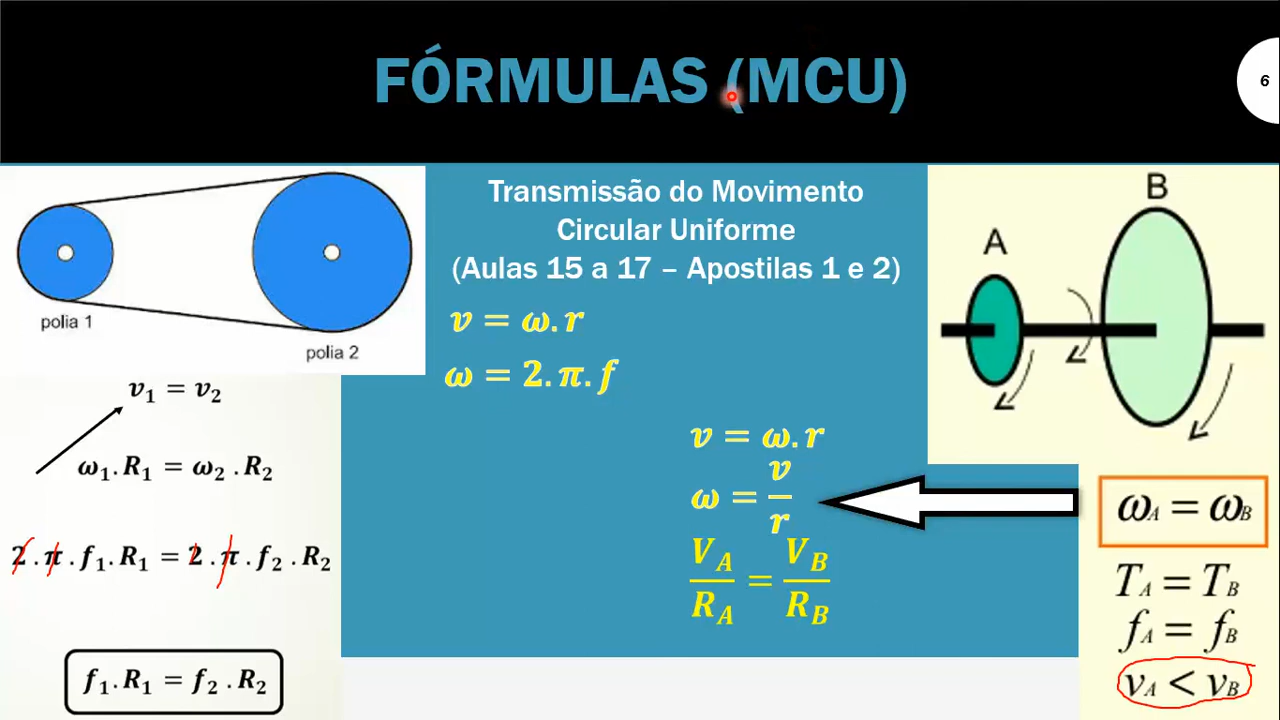 FÓRMULAS (MCU)
6
Transmissão do Movimento
Circular Uniforme
(Aulas 15 a 17 – Apostilas 1 e 2)
v = ω.r
ω = 2.π.f
v = ω.r
ω = v/r
V_A/R_A = V_B/R_B
polia 1
polia 2
v₁ = v₂
ω₁.R₁ = ω₂ .R₂
2 .π .f₁.R₁ = 2 .π .f₂ .R₂
f₁.R₁ = f₂ .R₂
A
B
ω_A = ω_B
T_A = T_B
f_A = f_B
v_A < v_B